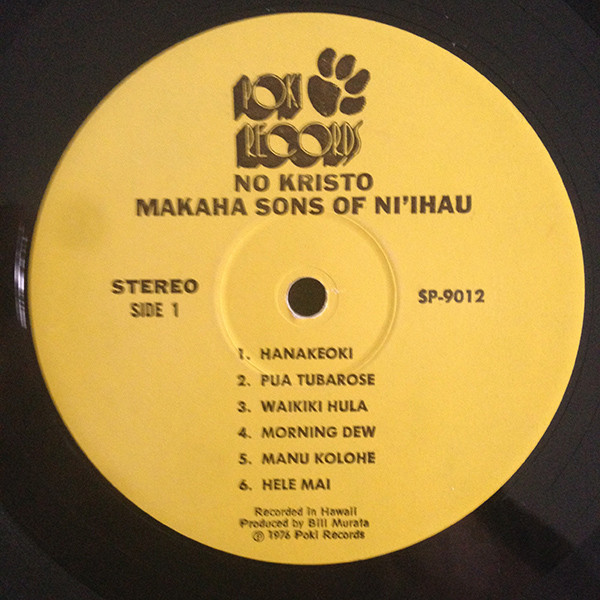 POKI
RECORDS
NO KRISTO
MAKAHA SONS OF NI'IHAU
STEREO
SIDE 1
SP-9012
1. HANAKEOKI
2. PUA TUBAROSE
3. WAIKIKI HULA
4. MORNING DEW
5. MANU KOLOHE
6. HELE MAI
Recorded in Hawaii
Produced by Bill Murata
Ⓟ 1976 Poki Records